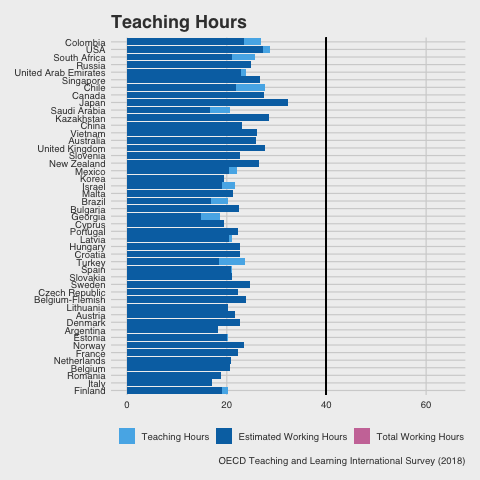 Teaching Hours
Colombia
USA
South Africa
Russia
United Arab Emirates
Singapore
Chile
Canada
Japan
Saudi Arabia
Kazakhstan
China
Vietnam
Australia
United Kingdom
Slovenia
New Zealand
Mexico
Korea
Israel
Malta
Brazil
Bulgaria
Georgia
Cyprus
Portugal
Latvia
Hungary
Croatia
Turkey
Spain
Slovakia
Sweden
Czech Republic
Belgium-Flemish
Lithuania
Austria
Denmark
Argentina
Estonia
Norway
France
Netherlands
Belgium
Romania
Italy
Finland
0 20 40 60
Teaching Hours Estimated Working Hours Total Working Hours
OECD Teaching and Learning International Survey (2018)